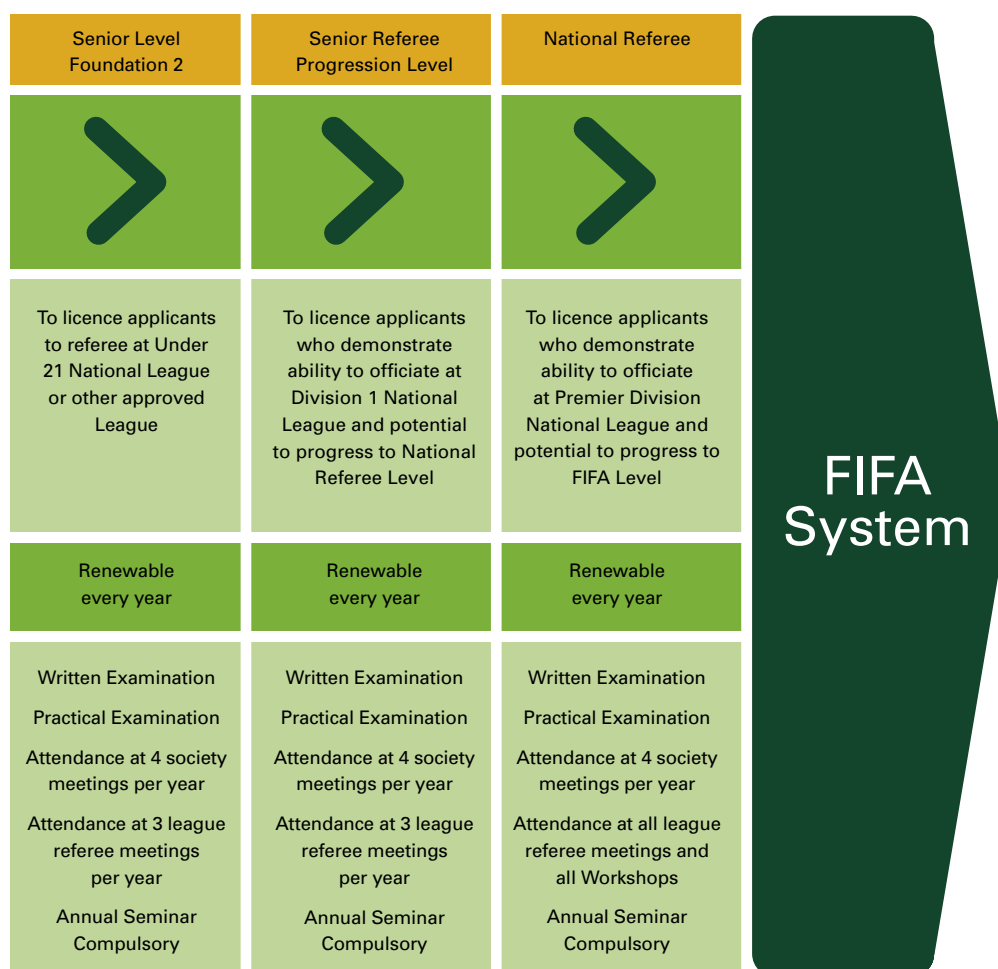 Senior Level
Foundation 2
Senior Referee
Progression Level
National Referee
To licence applicants
to referee at Under
21 National League
or other approved
League
To licence applicants
who demonstrate
ability to officiate at
Division 1 National
League and potential
to progress to National
Referee Level
To licence applicants
who demonstrate
ability to officiate
at Premier Division
National League and
potential to progress to
FIFA Level
FIFA
System
Renewable
every year
Renewable
every year
Renewable
every year
Written Examination
Practical Examination
Attendance at 4 society
meetings per year
Attendance at 3 league
referee meetings
per year
Annual Seminar
Compulsory
Written Examination
Practical Examination
Attendance at 4 society
meetings per year
Attendance at 3 league
referee meetings
per year
Annual Seminar
Compulsory
Written Examination
Practical Examination
Attendance at 4 society
meetings per year
Attendance at all league
referee meetings and
all Workshops
Annual Seminar
Compulsory